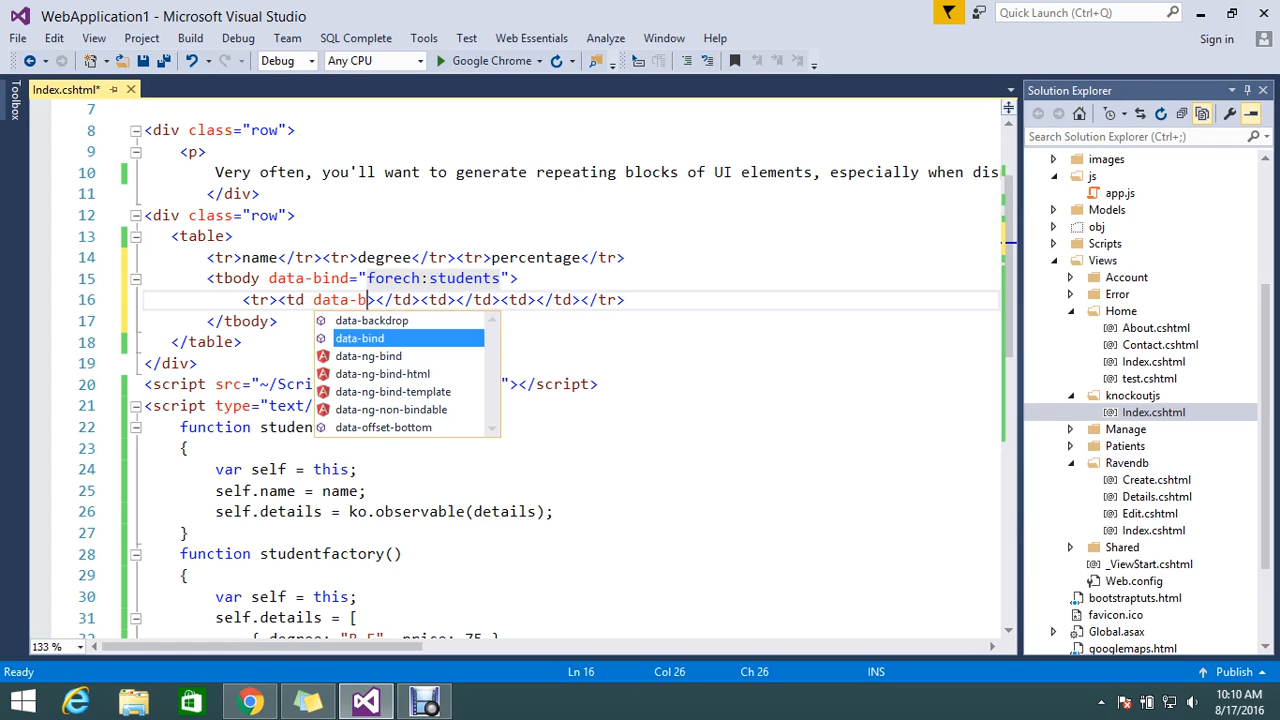 WebApplication1 - Microsoft Visual Studio
Quick Launch (Ctrl+Q)
File Edit View Project Build Debug Team SQL Complete Tools Test Web Essentials Analyze Window Help
Sign in
Debug Any CPU Google Chrome
Toolbox
Index.cshtml*
7
8 <div class="row">
9 <p>
10 Very often, you'll want to generate repeating blocks of UI elements, especially when dis
11 </div>
12 <div class="row">
13 <table>
14 <tr>name</tr><tr>degree</tr><tr>percentage</tr>
15 <tbody data-bind="forech:students">
16 <tr><td data-b></td><td></td><td></td></tr>
17 </tbody>
18 </table>
19 </div>
20 <script src="~/Scri "></script>
21 <script type="text/
22 function studen
23 {
24 var self = this;
25 self.name = name;
26 self.details = ko.observable(details);
27 }
28 function studentfactory()
29 {
30 var self = this;
31 self.details = [
data-backdrop
data-bind
data-ng-bind
data-ng-bind-html
data-ng-bind-template
data-ng-non-bindable
data-offset-bottom
133 %
Solution Explorer
Search Solution Explorer (Ctrl+;)
images
js
app.js
Models
obj
Scripts
Views
Account
Error
Home
About.cshtml
Contact.cshtml
Index.cshtml
test.cshtml
knockoutjs
Index.cshtml
Manage
Patients
Ravendb
Create.cshtml
Details.cshtml
Edit.cshtml
Index.cshtml
Shared
_ViewStart.cshtml
Web.config
bootstraptuts.html
favicon.ico
Global.asax
googlemaps.html
Ready Ln 16 Col 26 Ch 26 INS Publish
10:10 AM
8/17/2016